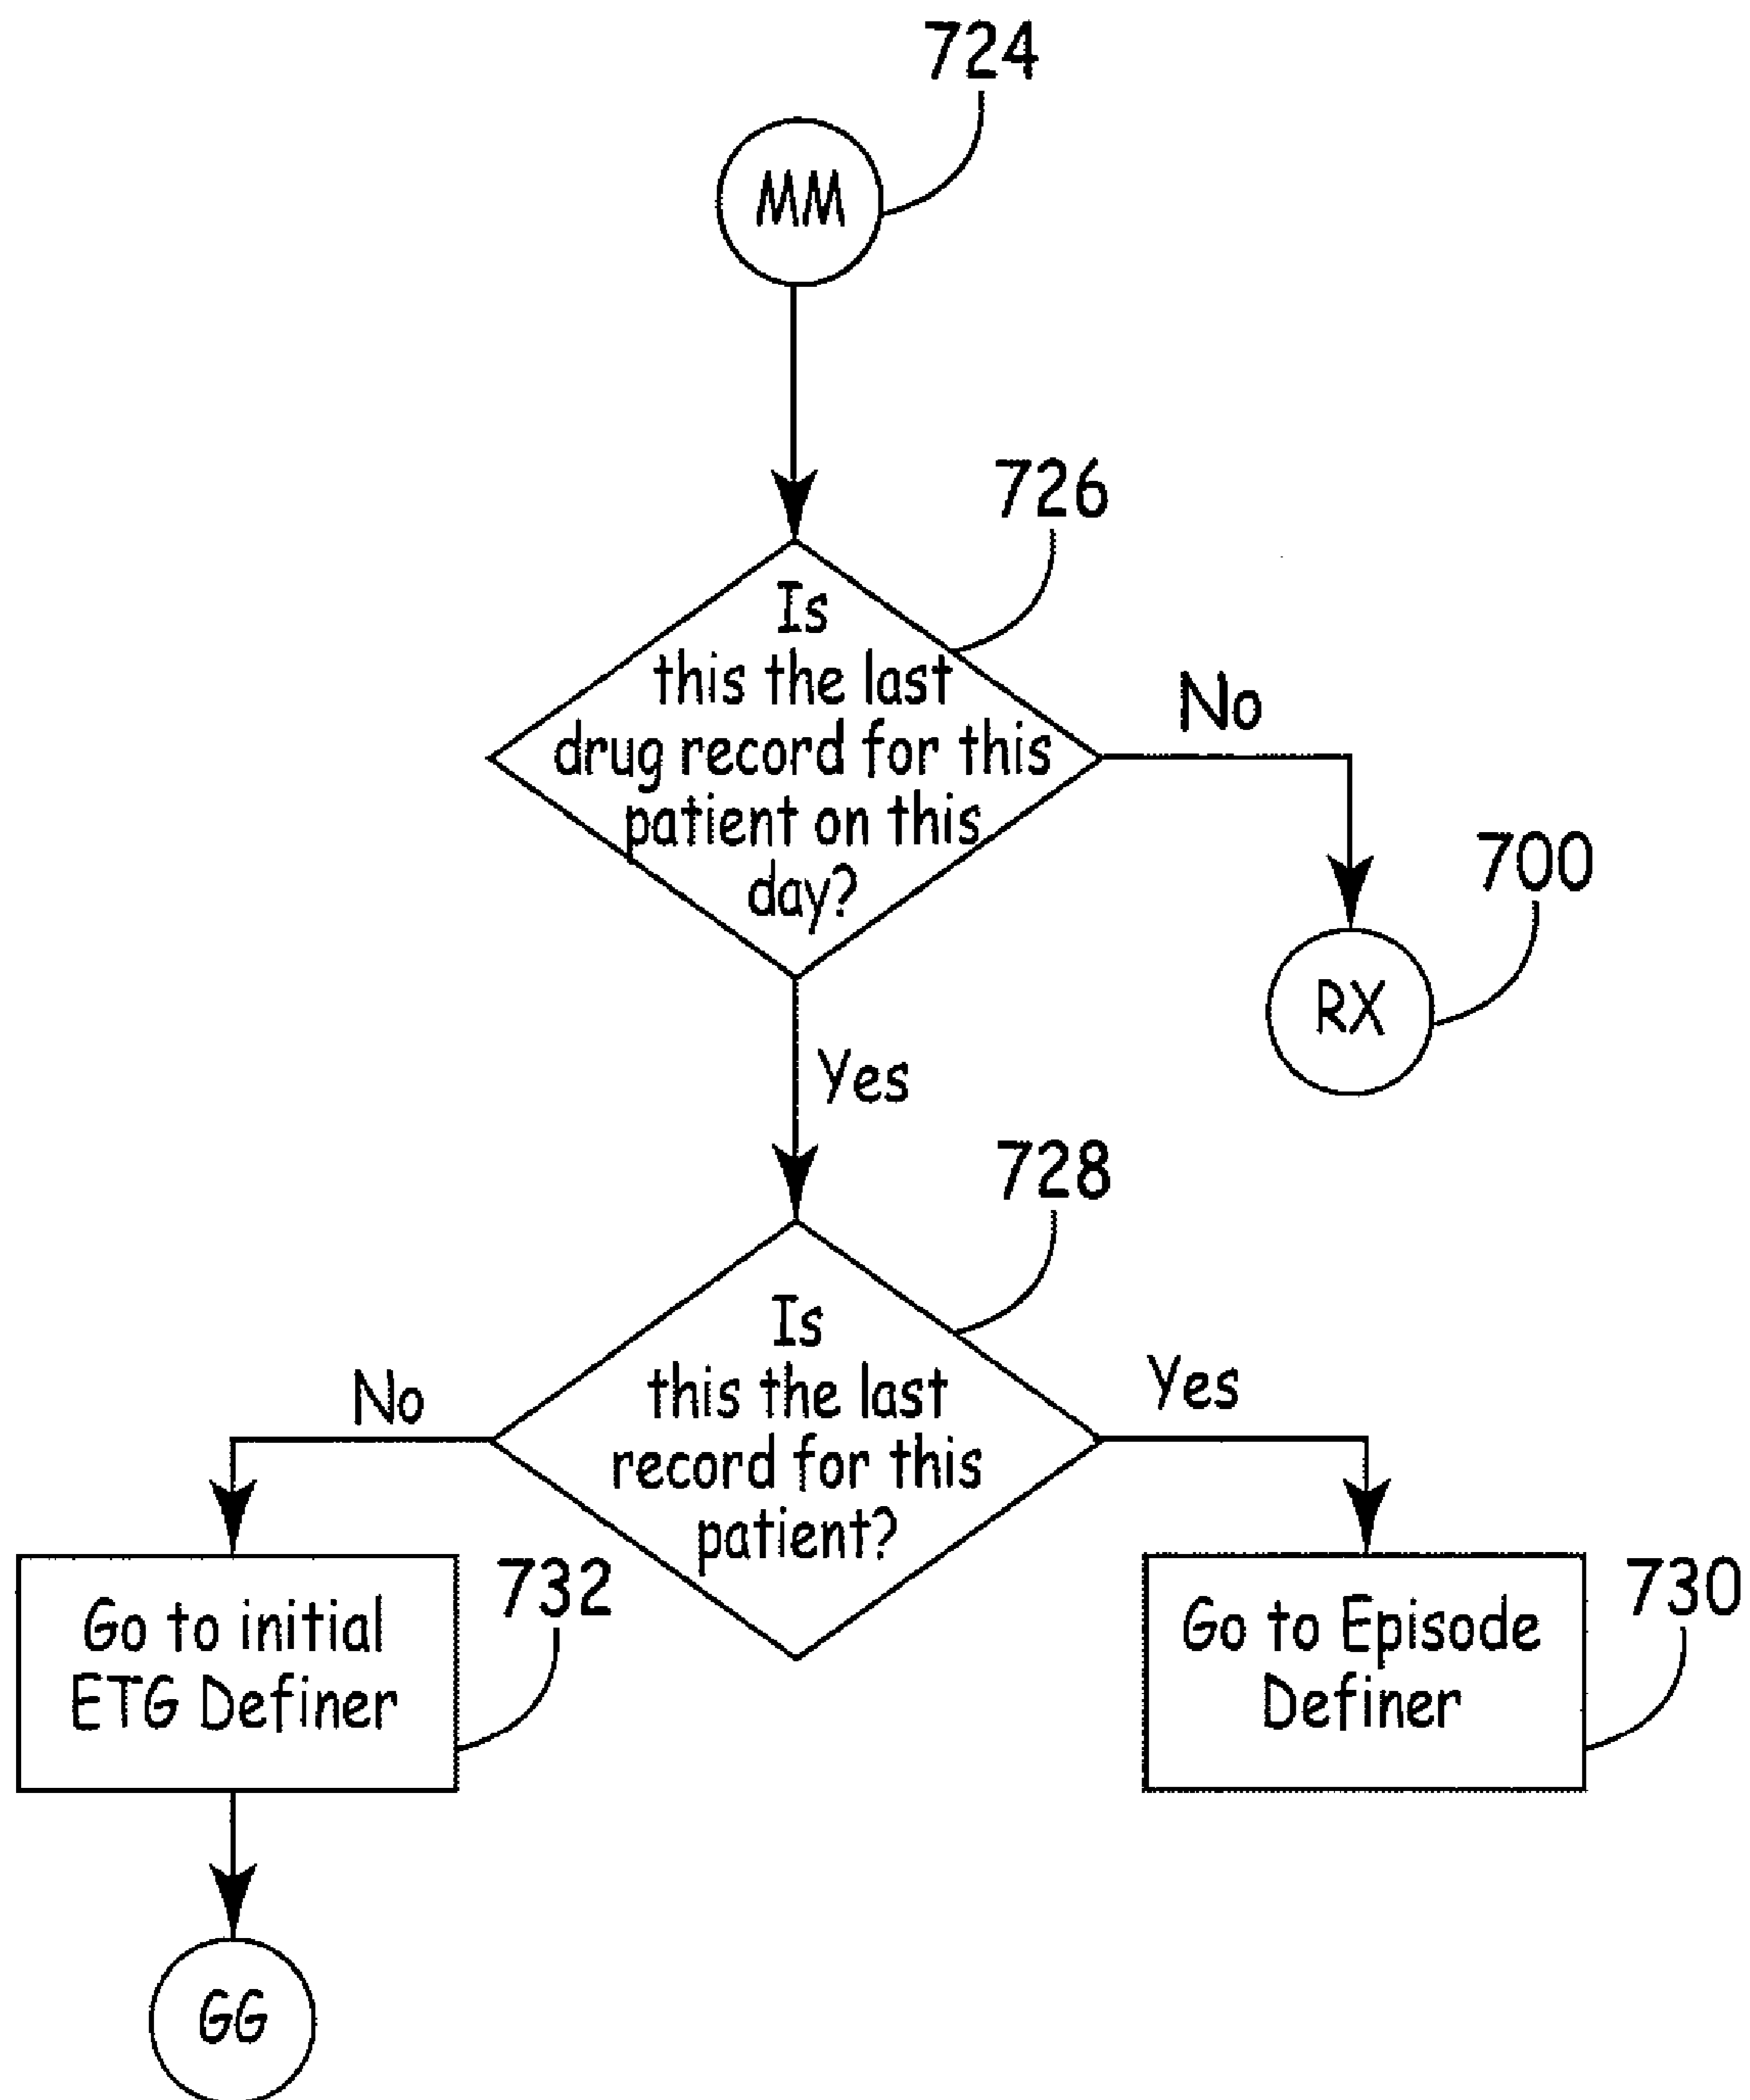 724
MM
726
Is
this the last
drug record for this
patient on this
day?
No
700
RX
Yes
728
Is
this the last
record for this
patient?
No
Yes
732
Go to initial
ETG Definer
730
Go to Episode
Definer
GG